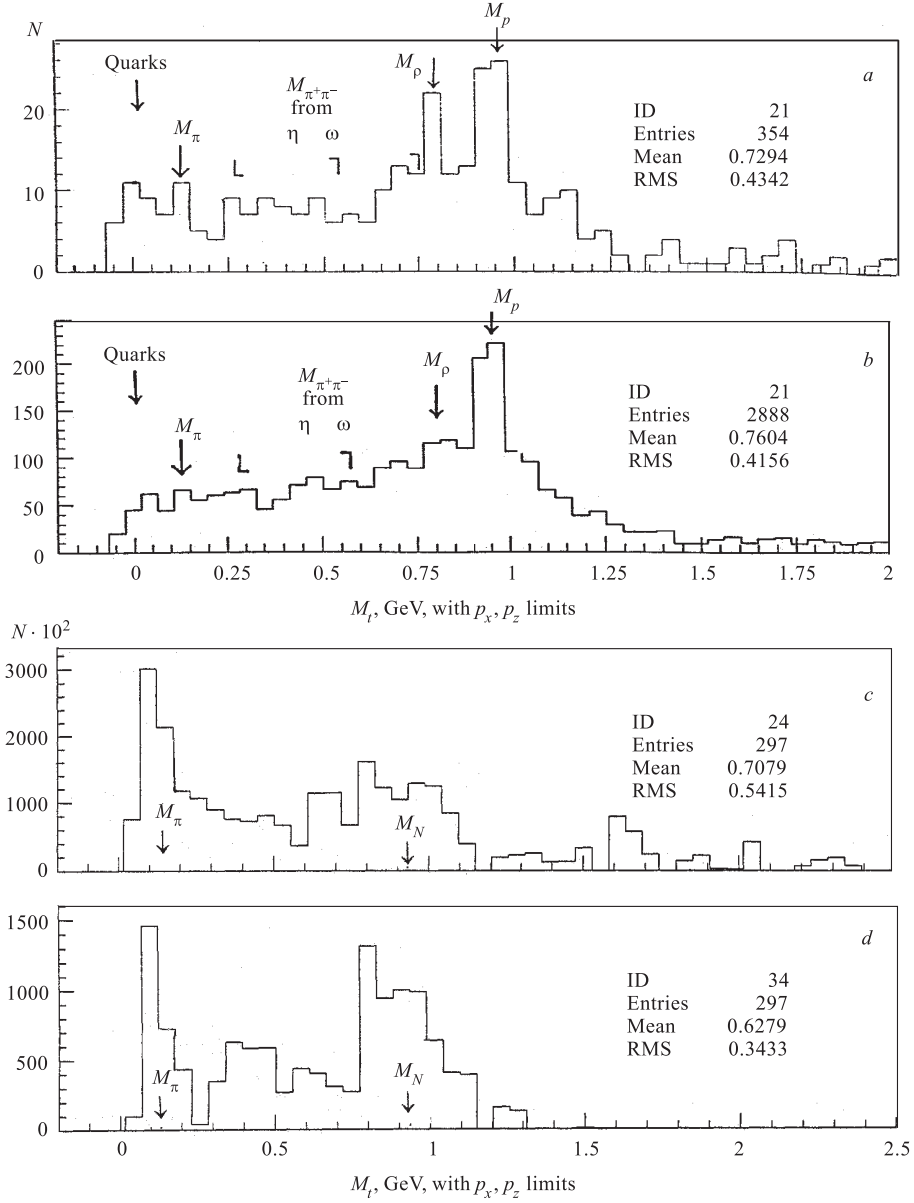 N
M_p
Quarks
M_ρ
a
M_π⁺π⁻
from
η ω
M_π
20
10
0
ID 21
Entries 354
Mean 0.7294
RMS 0.4342
M_p
Quarks
M_ρ
b
M_π⁺π⁻
from
η ω
M_π
200
150
100
50
0
ID 21
Entries 2888
Mean 0.7604
RMS 0.4156
0 0.25 0.5 0.75 1 1.25 1.5 1.75 2
M_t, GeV, with p_x, p_z limits
N · 10²
3000
2000
1000
0
c
ID 24
Entries 297
Mean 0.7079
RMS 0.5415
M_π
M_N
1500
1000
500
0
d
ID 34
Entries 297
Mean 0.6279
RMS 0.3433
M_π
M_N
0 0.5 1 1.5 2 2.5
M_t, GeV, with p_x, p_z limits